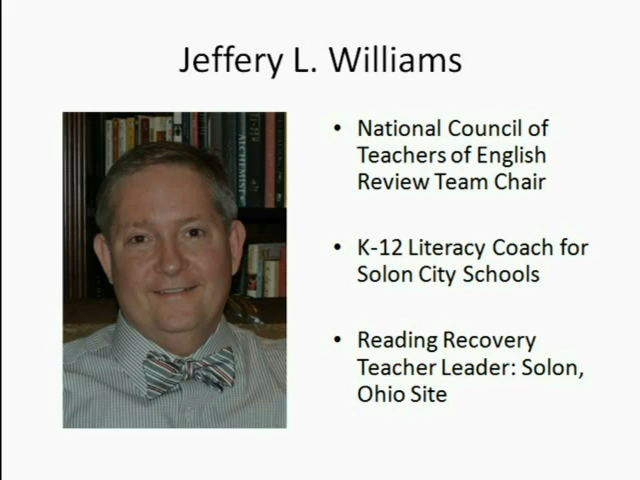 Jeffery L. Williams
• National Council of
Teachers of English
Review Team Chair
• K-12 Literacy Coach for
Solon City Schools
• Reading Recovery
Teacher Leader: Solon,
Ohio Site
ALCHEMIST